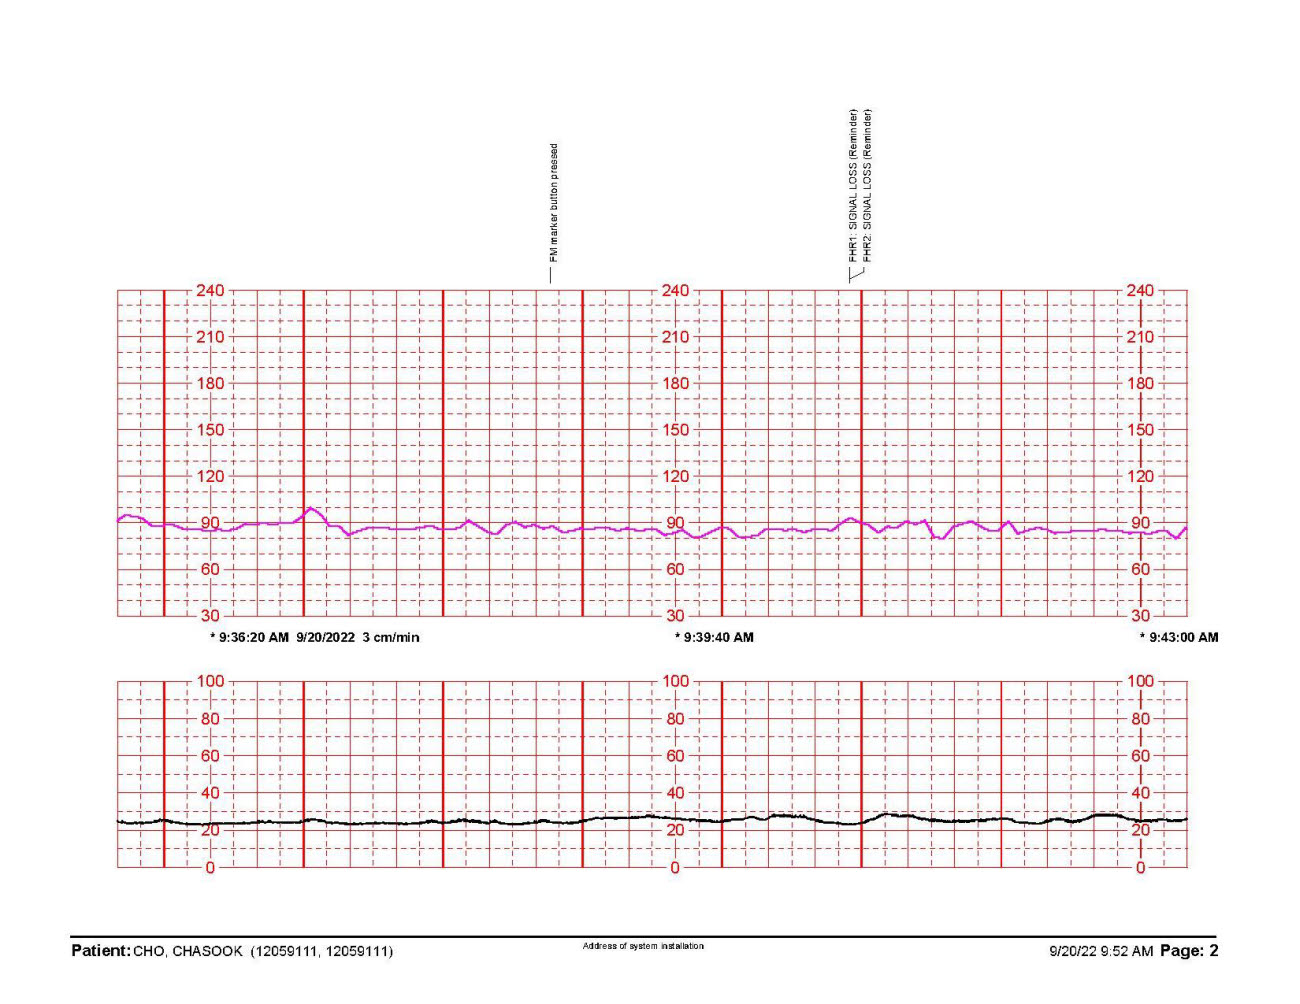 FM marker button pressed
FHR1: SIGNAL LOSS (Reminder)
FHR2: SIGNAL LOSS (Reminder)
240 240 240
210 210 210
180 180 180
150 150 150
120 120 120
90 90 90
60 60 60
30 30 30
* 9:36:20 AM 9/20/2022 3 cm/min * 9:39:40 AM * 9:43:00 AM
100 100 100
80 80 80
60 60 60
40 40 40
20 20 20
0 0 0
Patient: CHO, CHASOOK (12059111, 12059111) Address of system installation 9/20/22 9:52 AM Page: 2